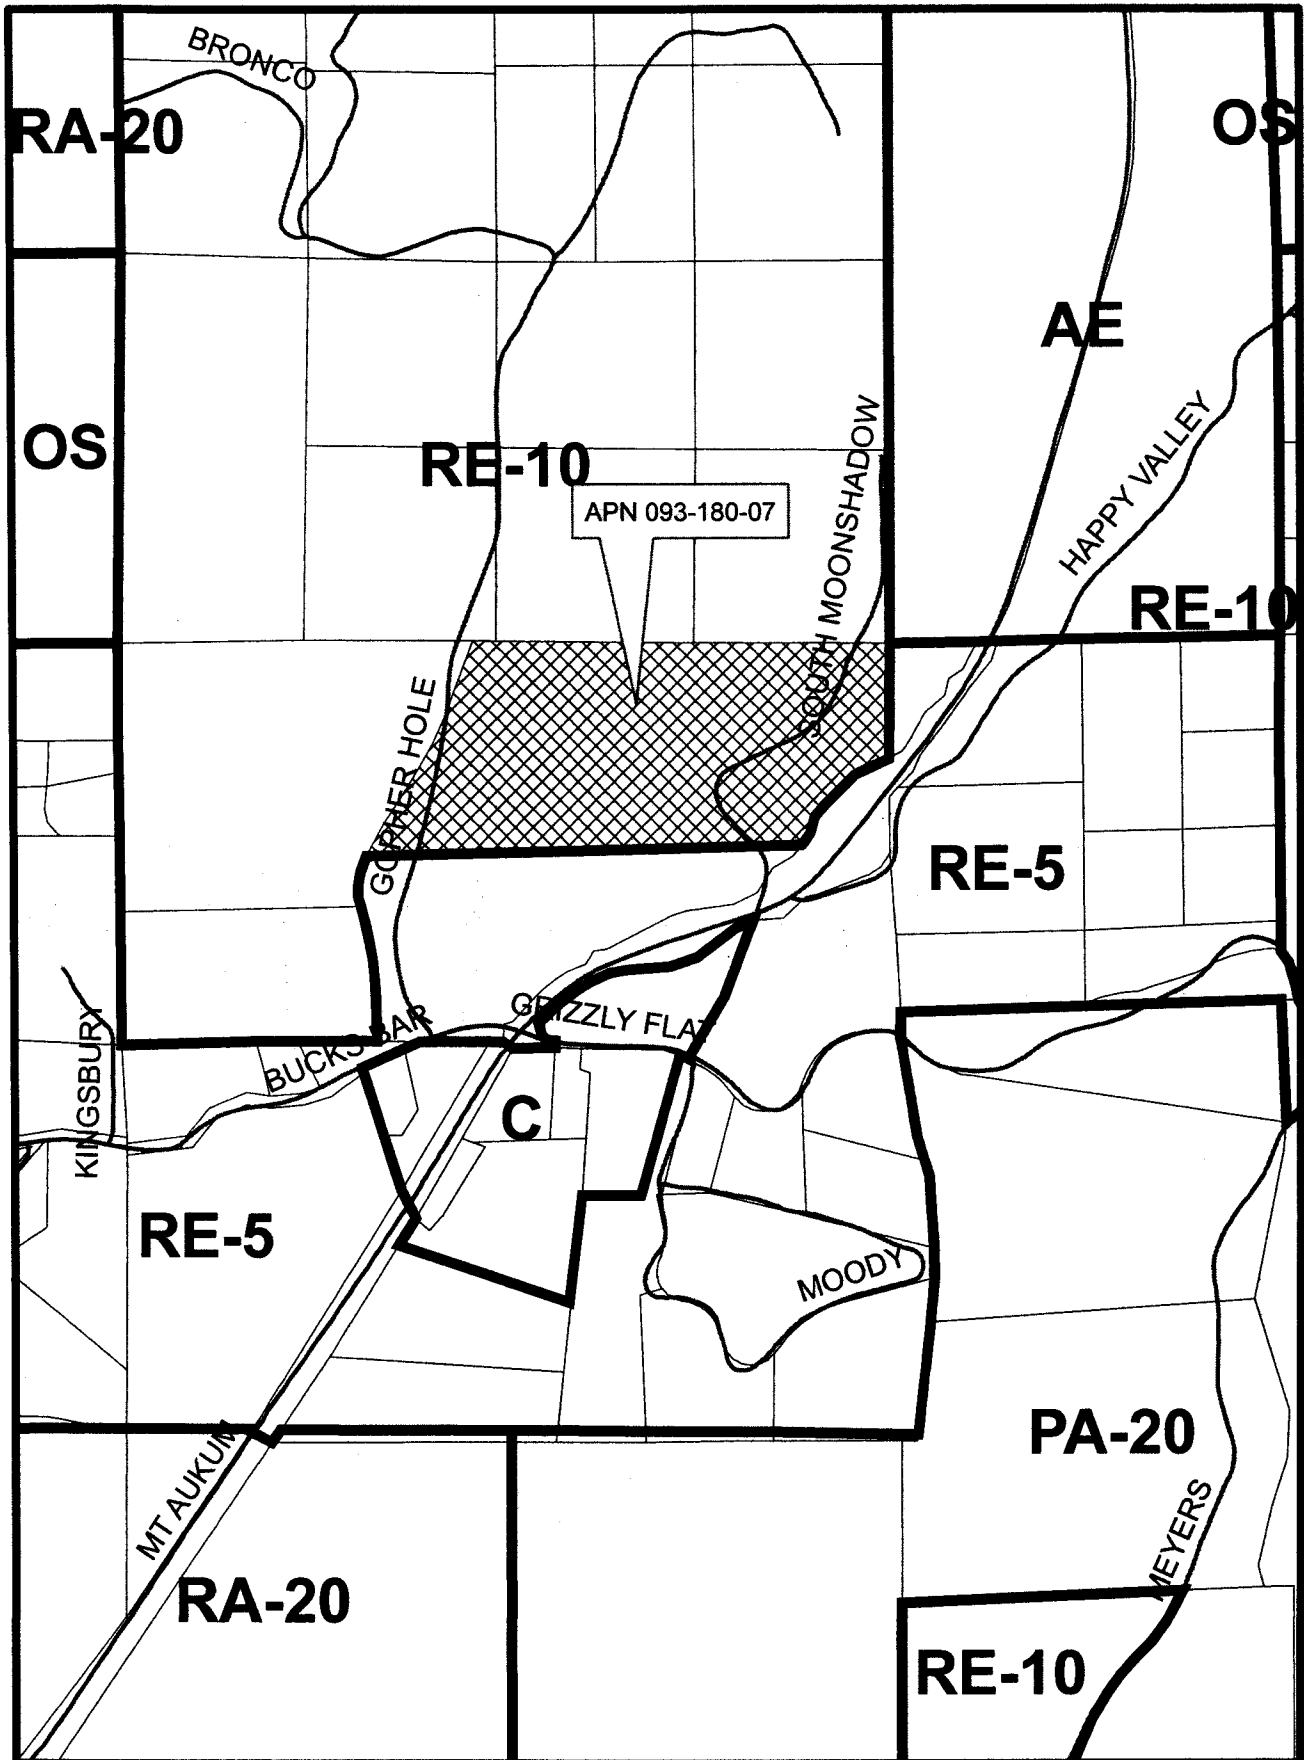 BRONCO
RA-20
OS
AE
OS
RE-10
SOUTH MOONSHADOW
HAPPY VALLEY
APN 093-180-07
RE-10
GOPHER HOLE
RE-5
GRIZZLY FLAT
BUCKS BAR
KINGSBURY
C
RE-5
MOODY
PA-20
MT AUKUM
MEYERS
RA-20
RE-10